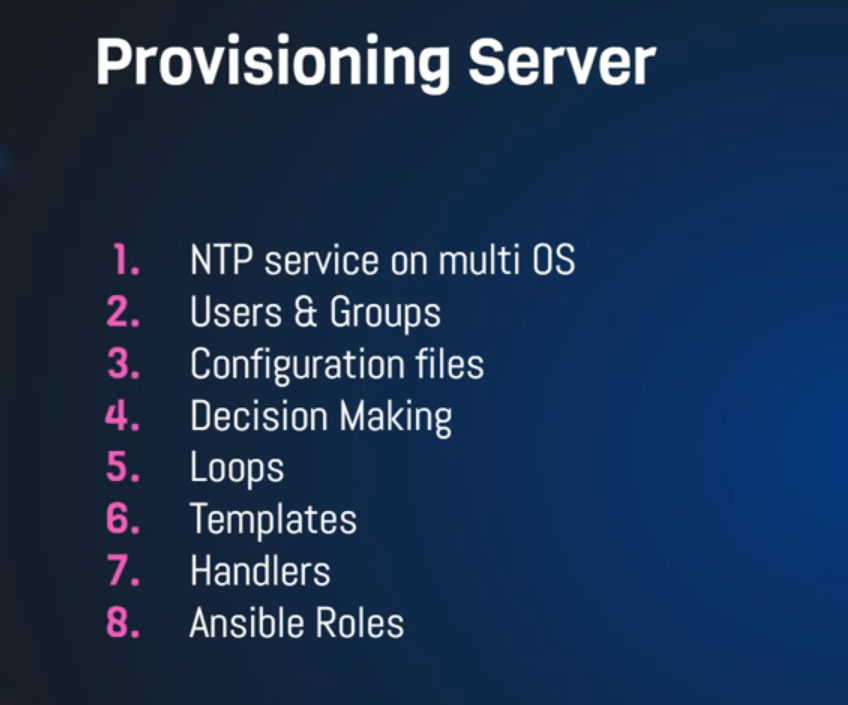 Provisioning Server
1. NTP service on multi OS
2. Users & Groups
3. Configuration files
4. Decision Making
5. Loops
6. Templates
7. Handlers
8. Ansible Roles